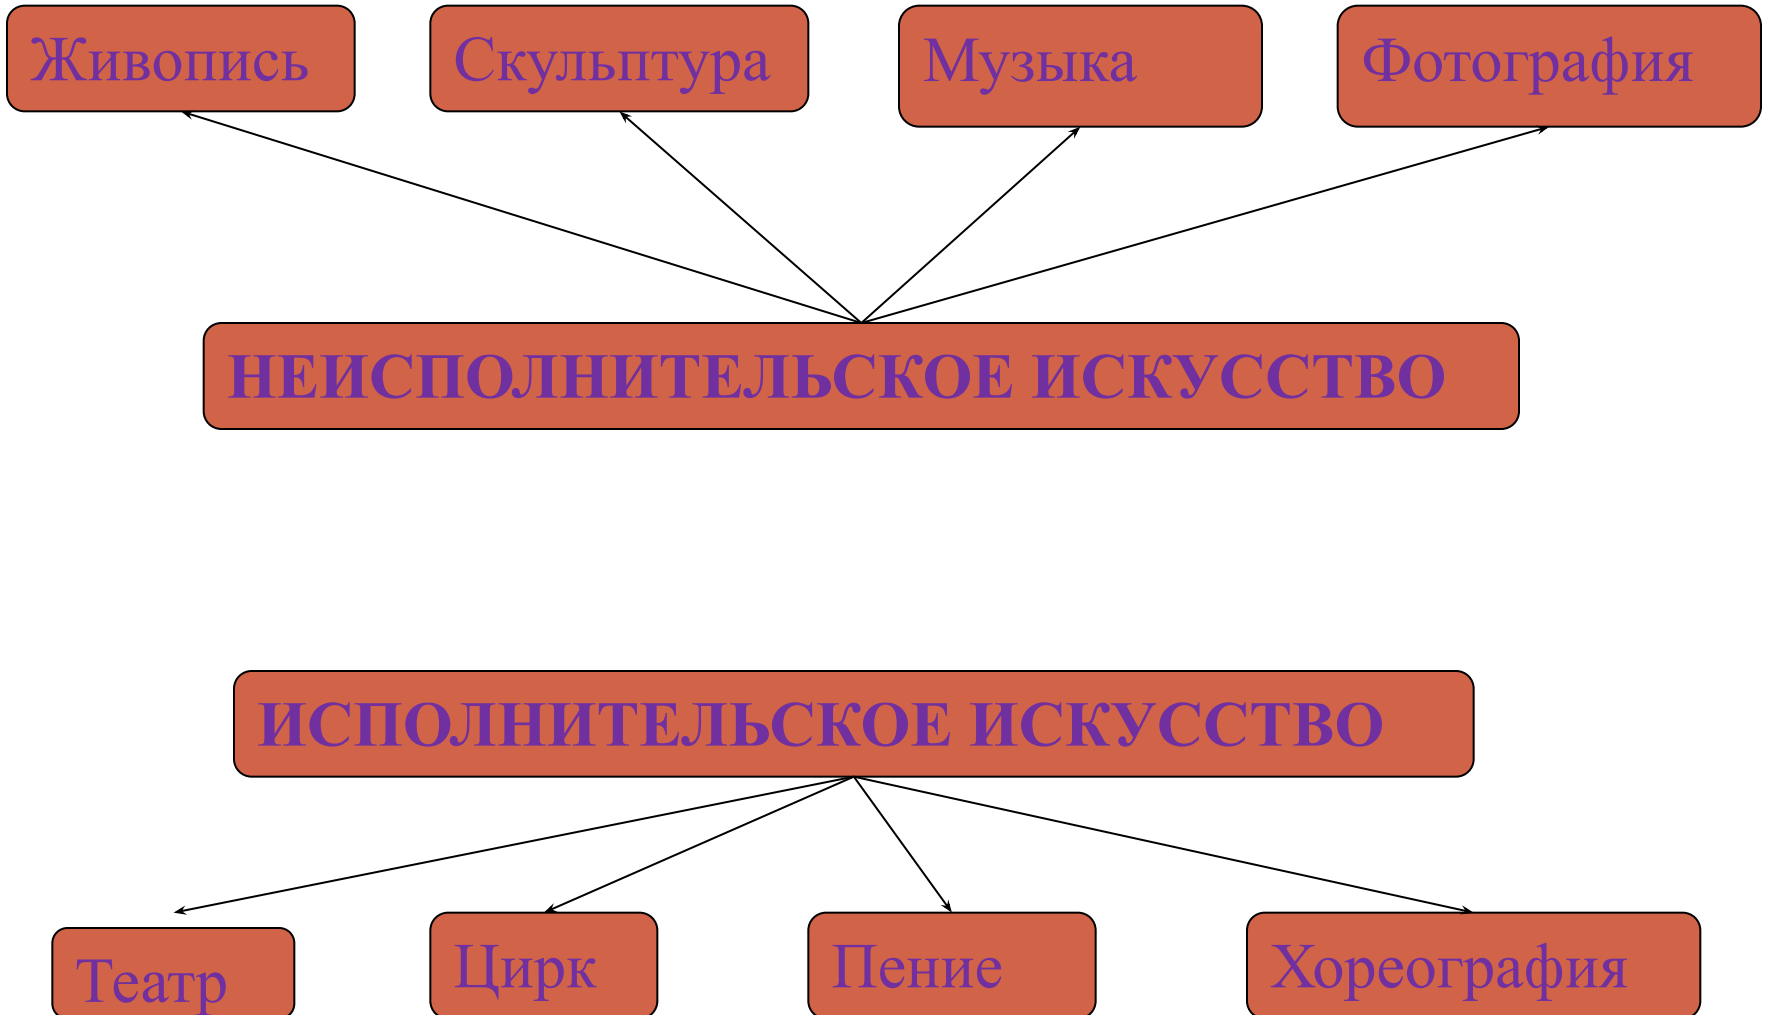 Живопись
Скульптура
Музыка
Фотография
НЕИСПОЛНИТЕЛЬСКОЕ ИСКУССТВО
ИСПОЛНИТЕЛЬСКОЕ ИСКУССТВО
Театр
Цирк
Пение
Хореография